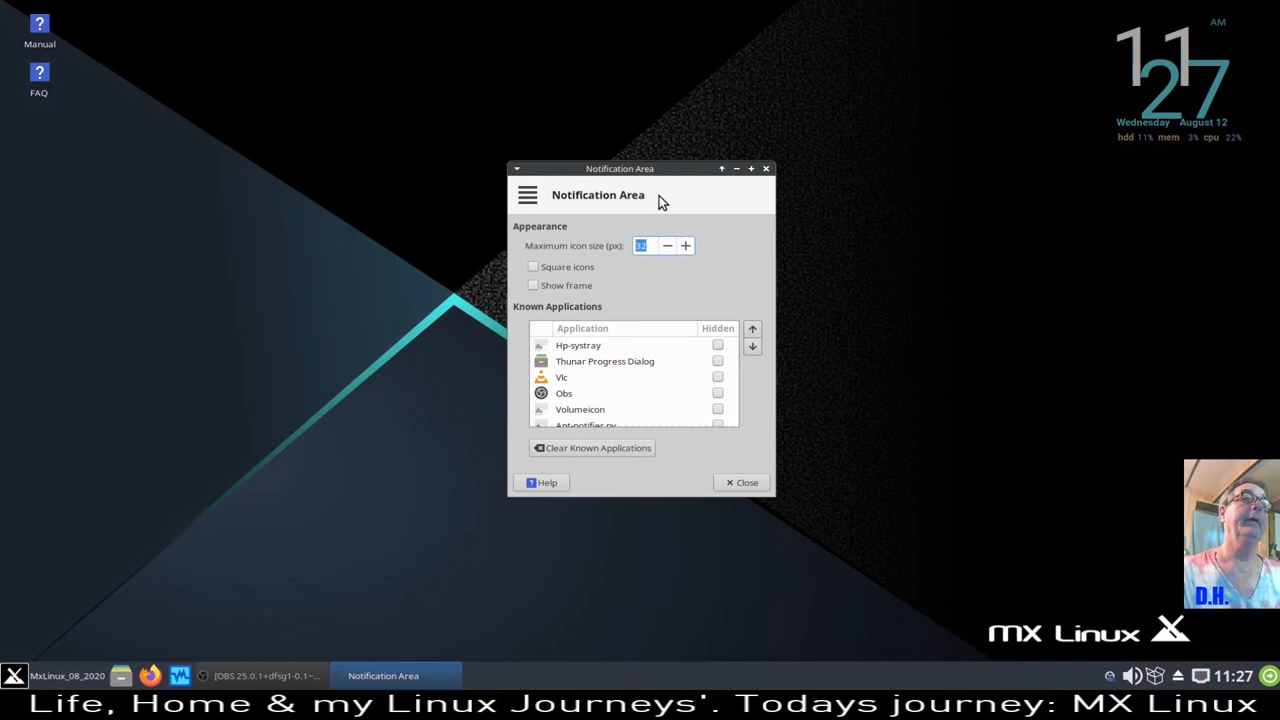 Manual
FAQ
AM
11
27
Wednesday August 12
hdd 11% mem 3% cpu 22%
Notification Area
Notification Area
Appearance
Maximum icon size (px): 32
Square icons
Show frame
Known Applications
Application Hidden
Hp-systray
Thunar Progress Dialog
Vlc
Obs
Volumeicon
Apt-notifier.py
Clear Known Applications
? Help
Close
D.H.
MX Linux
MxLinux_08_2020
[OBS 25.0.1+dfsg1-0.1~...
Notification Area
11:27
Life, Home & my Linux Journeys'. Todays journey: MX Linux